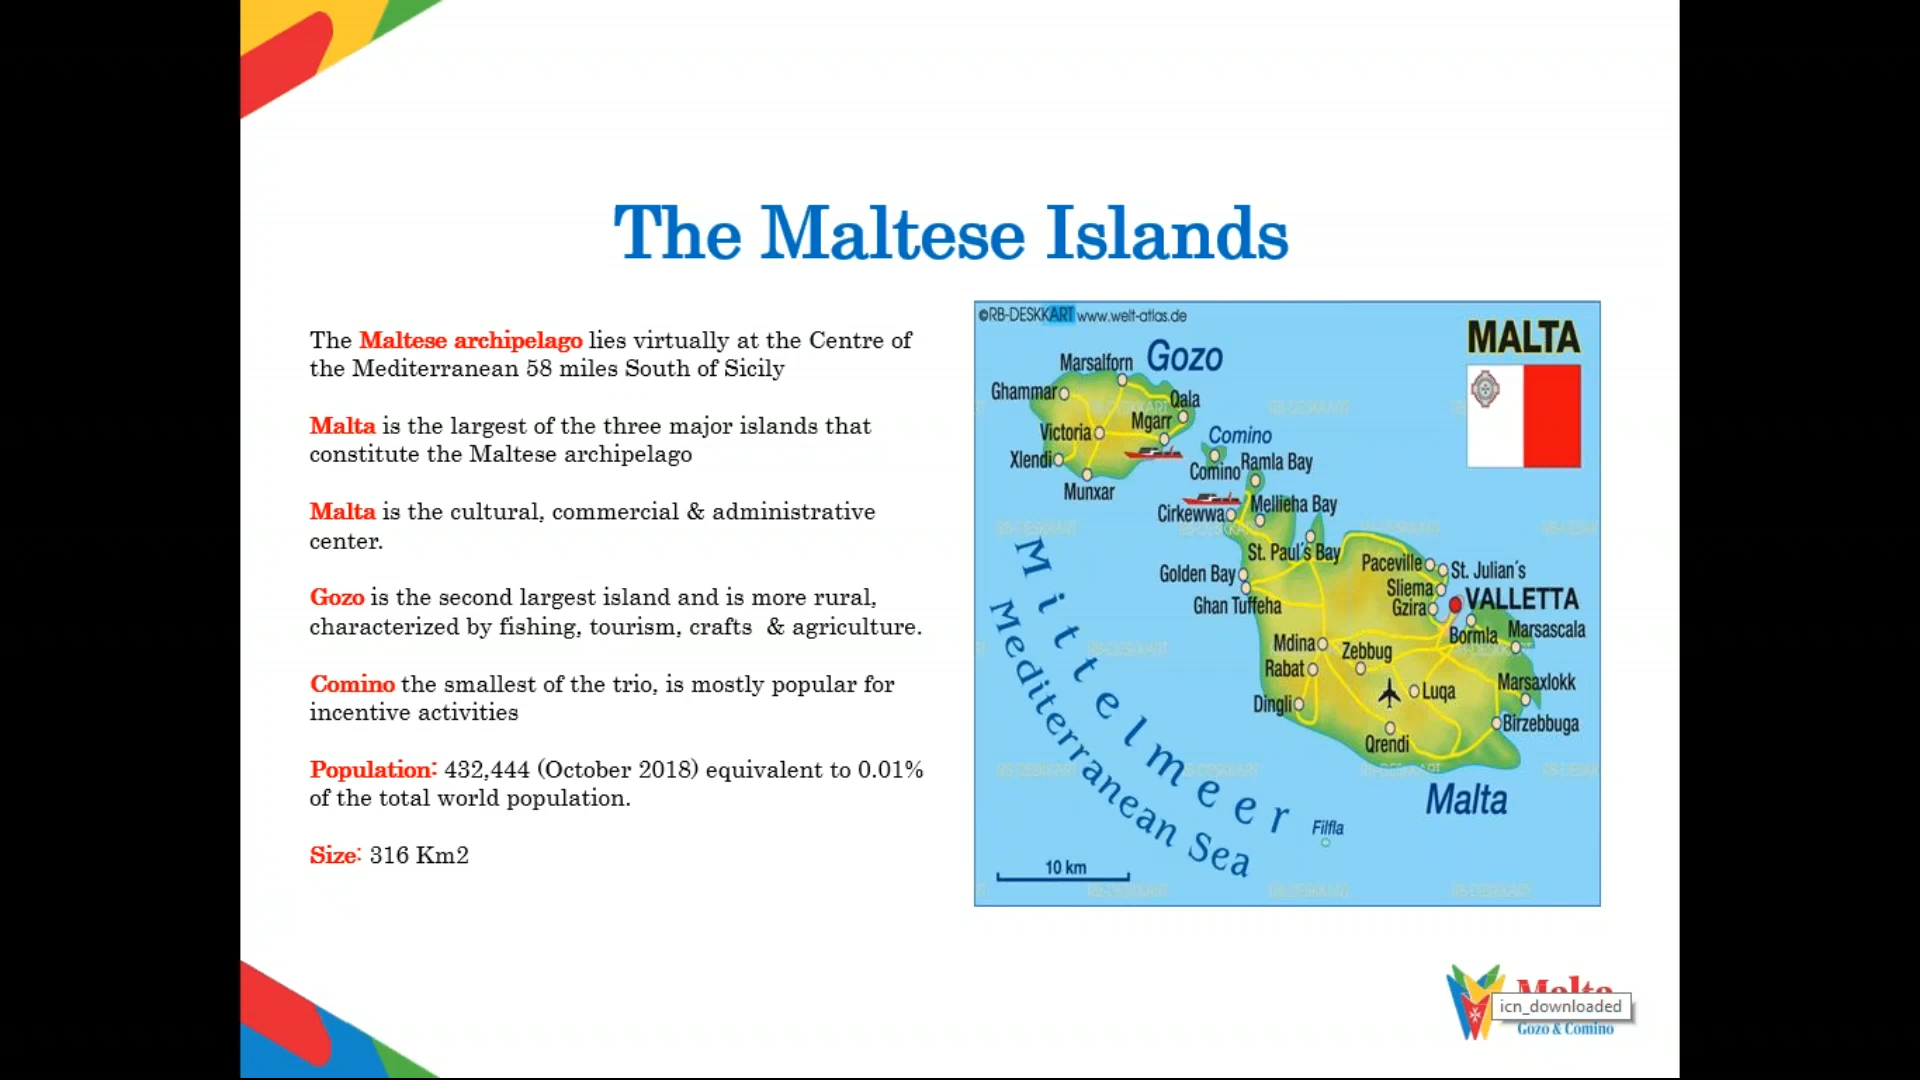 The Maltese Islands
The Maltese archipelago lies virtually at the Centre of
the Mediterranean 58 miles South of Sicily
Malta is the largest of the three major islands that
constitute the Maltese archipelago
Malta is the cultural, commercial & administrative
center.
Gozo is the second largest island and is more rural,
characterized by fishing, tourism, crafts & agriculture.
Comino the smallest of the trio, is mostly popular for
incentive activities
Population: 432,444 (October 2018) equivalent to 0.01%
of the total world population.
Size: 316 Km2
©RB-DESKKART www.welt-atlas.de
MALTA
Gozo
Marsalforn
Ghammar
Qala
Mgarr
Victoria
Xlendi
Munxar
Comino
Comino
Ramla Bay
Cirkewwa
Mellieha Bay
St. Paul´s Bay
Golden Bay
Ghan Tuffeha
Paceville
St. Julian´s
Sliema
Gzira
VALLETTA
Bormla
Marsascala
Mdina
Zebbug
Rabat
Luqa
Marsaxlokk
Dingli
Birzebbuga
Qrendi
Malta
Mittelmeer
Mediterranean Sea
Filfla
10 km
Malta
icn_downloaded
Gozo & Comino